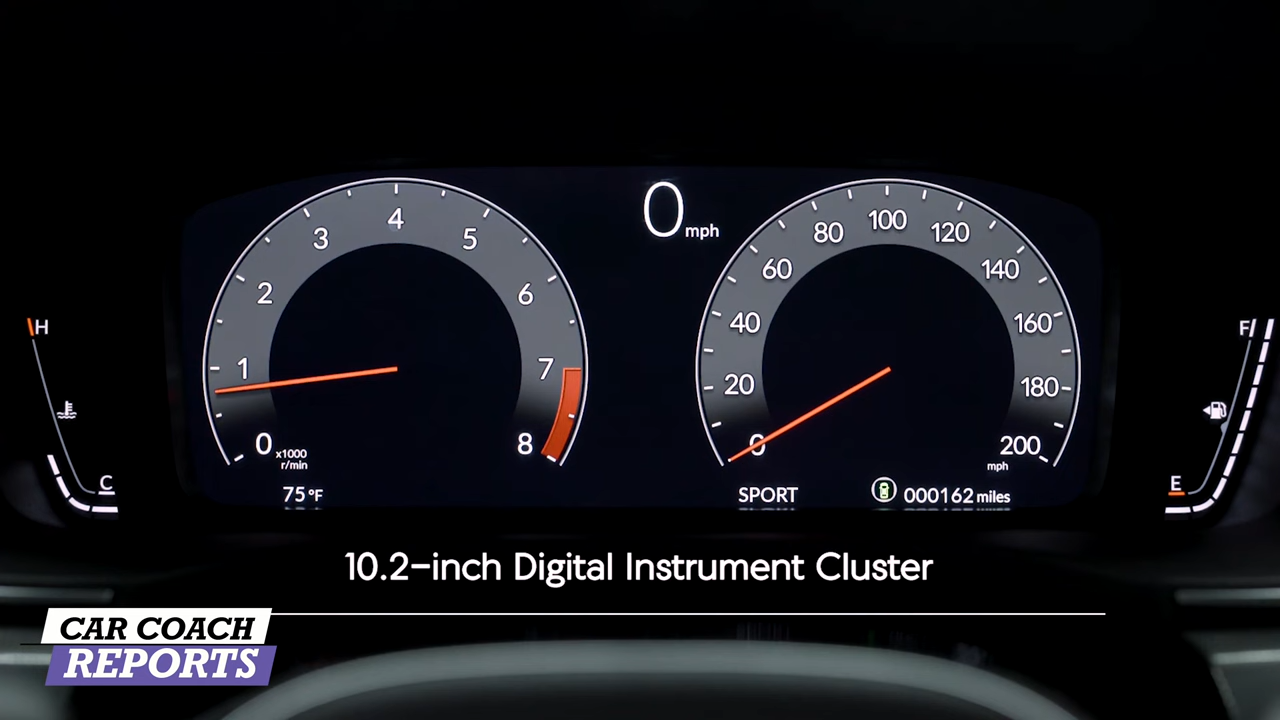 0 mph
4
3
5
2
6
1
7
0
8
x1000
r/min
100
80
120
60
140
40
160
20
180
0
200
mph
H
C
F
E
75 °F
SPORT
000162 miles
10.2-inch Digital Instrument Cluster
CAR COACH
REPORTS